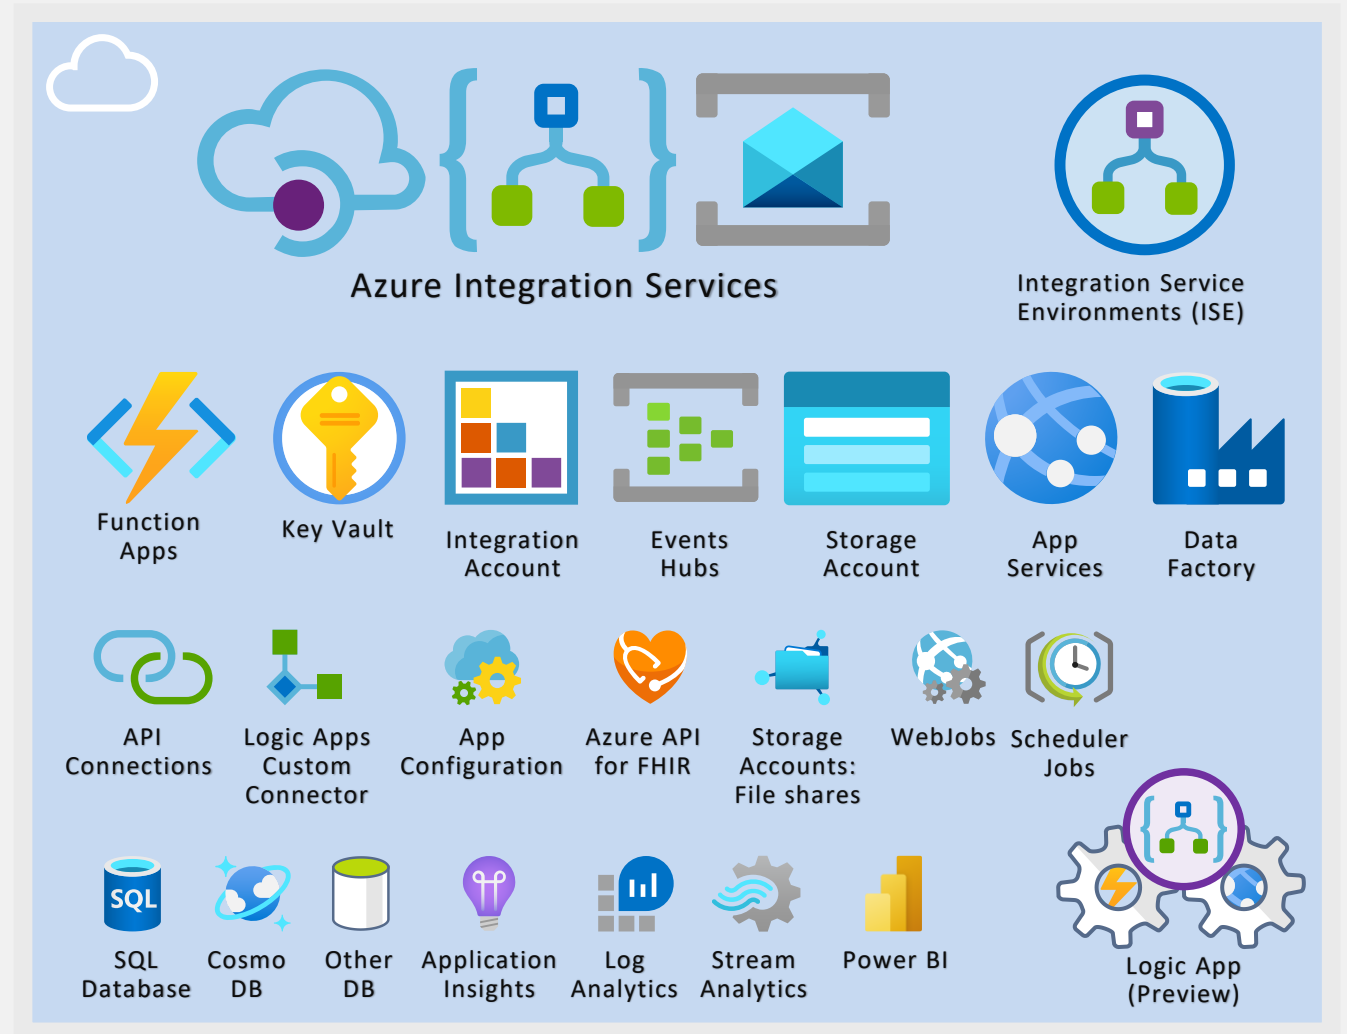 Azure Integration Services
Integration Service
Environments (ISE)
Function
Apps
Key Vault
Integration
Account
Events
Hubs
Storage
Account
App
Services
Data
Factory
API
Connections
Logic Apps
Custom
Connector
App
Configuration
Azure API
for FHIR
Storage
Accounts:
File shares
WebJobs
Scheduler
Jobs
SQL
SQL
Database
Cosmo
DB
Other
DB
Application
Insights
Log
Analytics
Stream
Analytics
Power BI
Logic App
(Preview)